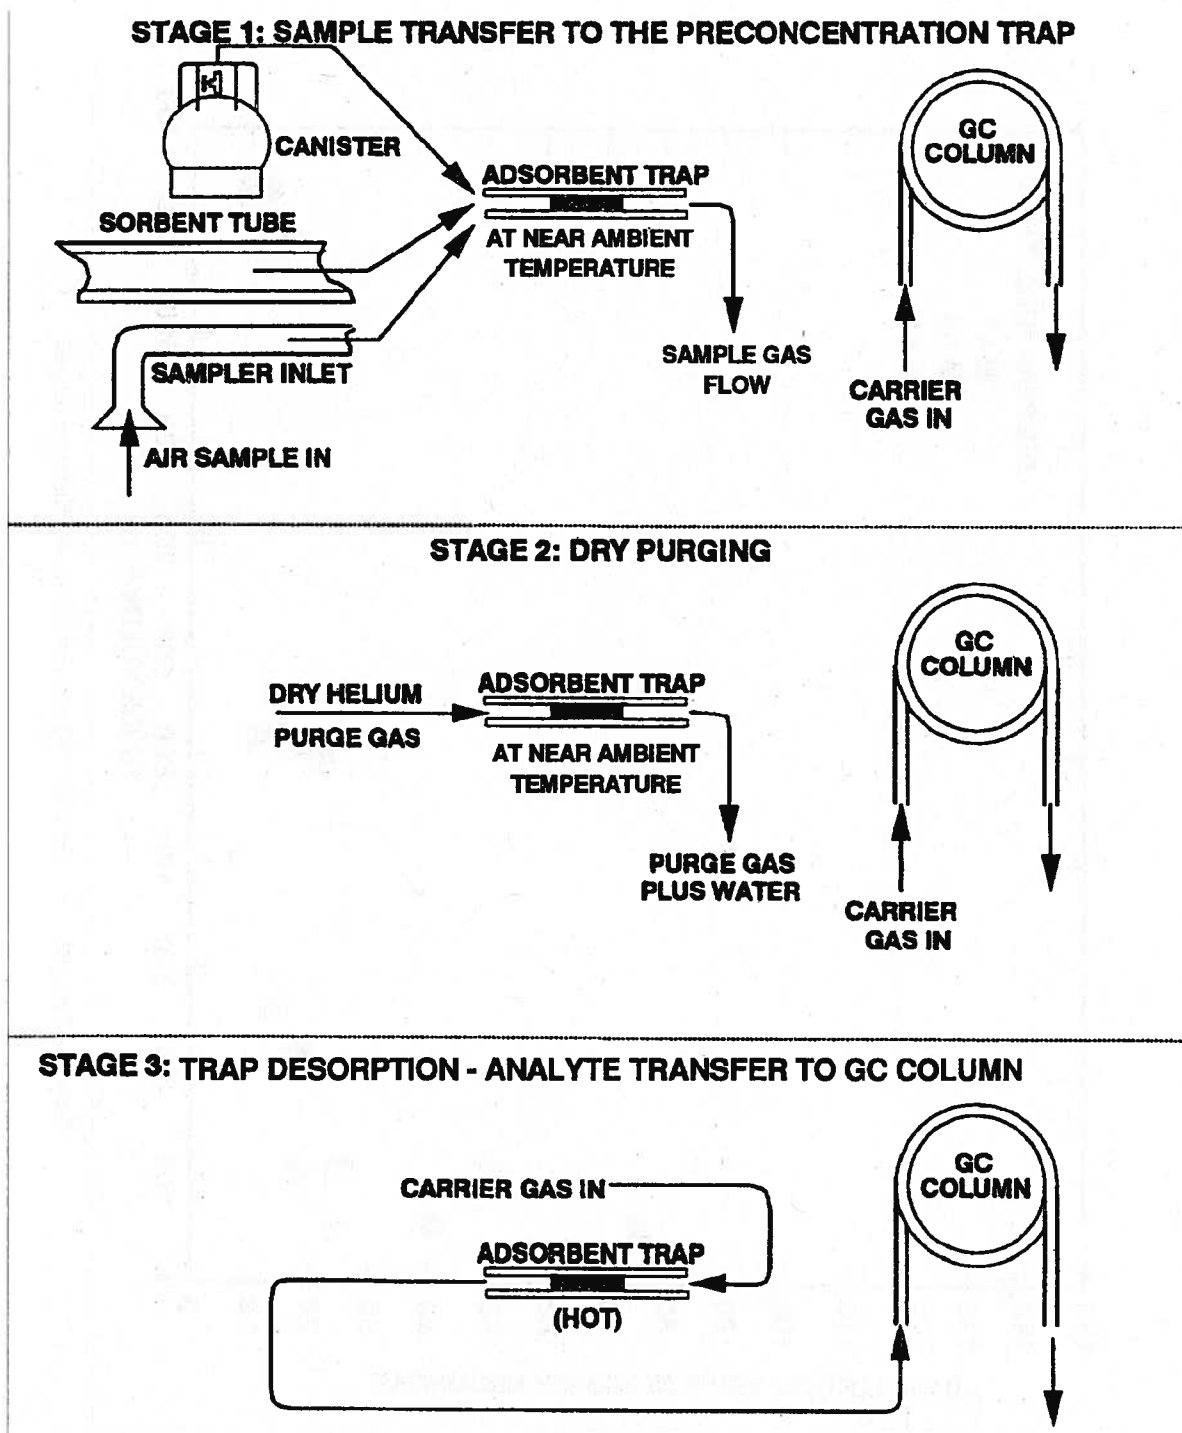 STAGE 1: SAMPLE TRANSFER TO THE PRECONCENTRATION TRAP
CANISTER
SORBENT TUBE
SAMPLER INLET
AIR SAMPLE IN
ADSORBENT TRAP
AT NEAR AMBIENT
TEMPERATURE
SAMPLE GAS
FLOW
GC
COLUMN
CARRIER
GAS IN
STAGE 2: DRY PURGING
DRY HELIUM
PURGE GAS
ADSORBENT TRAP
AT NEAR AMBIENT
TEMPERATURE
PURGE GAS
PLUS WATER
GC
COLUMN
CARRIER
GAS IN
STAGE 3: TRAP DESORPTION - ANALYTE TRANSFER TO GC COLUMN
CARRIER GAS IN
ADSORBENT TRAP
(HOT)
GC
COLUMN